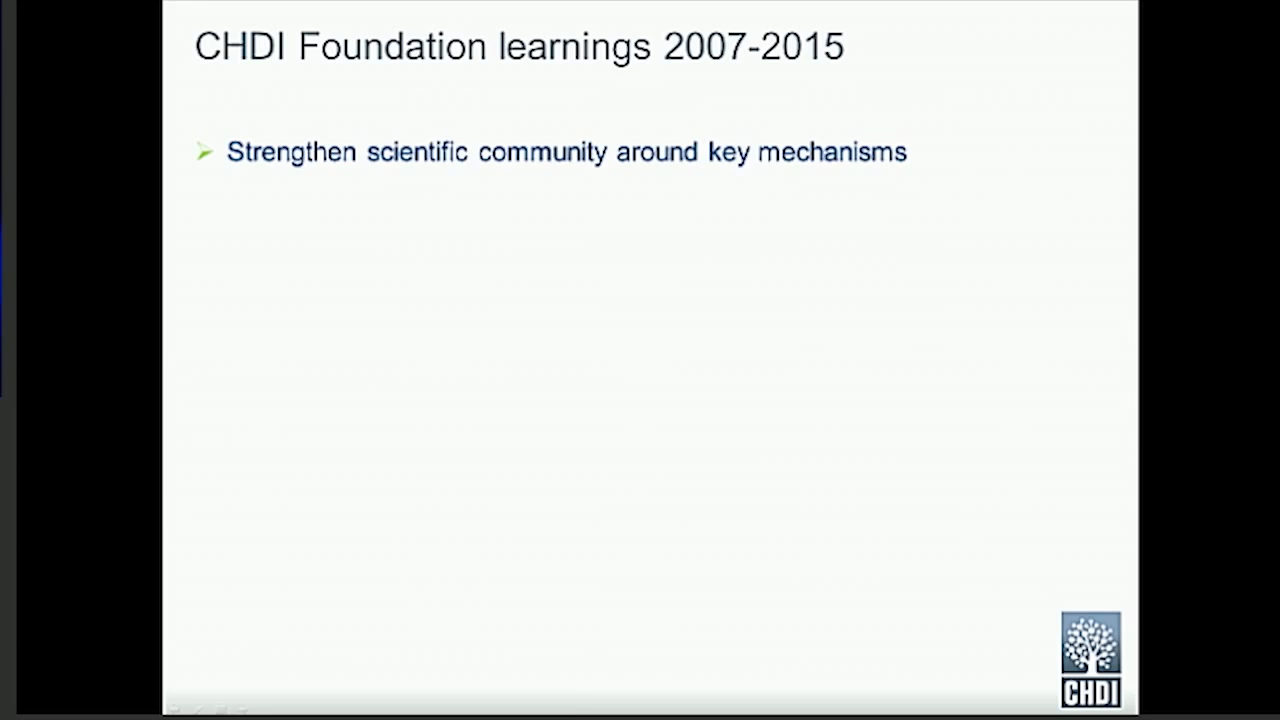 CHDI Foundation learnings 2007-2015
Strengthen scientific community around key mechanisms
CHDI